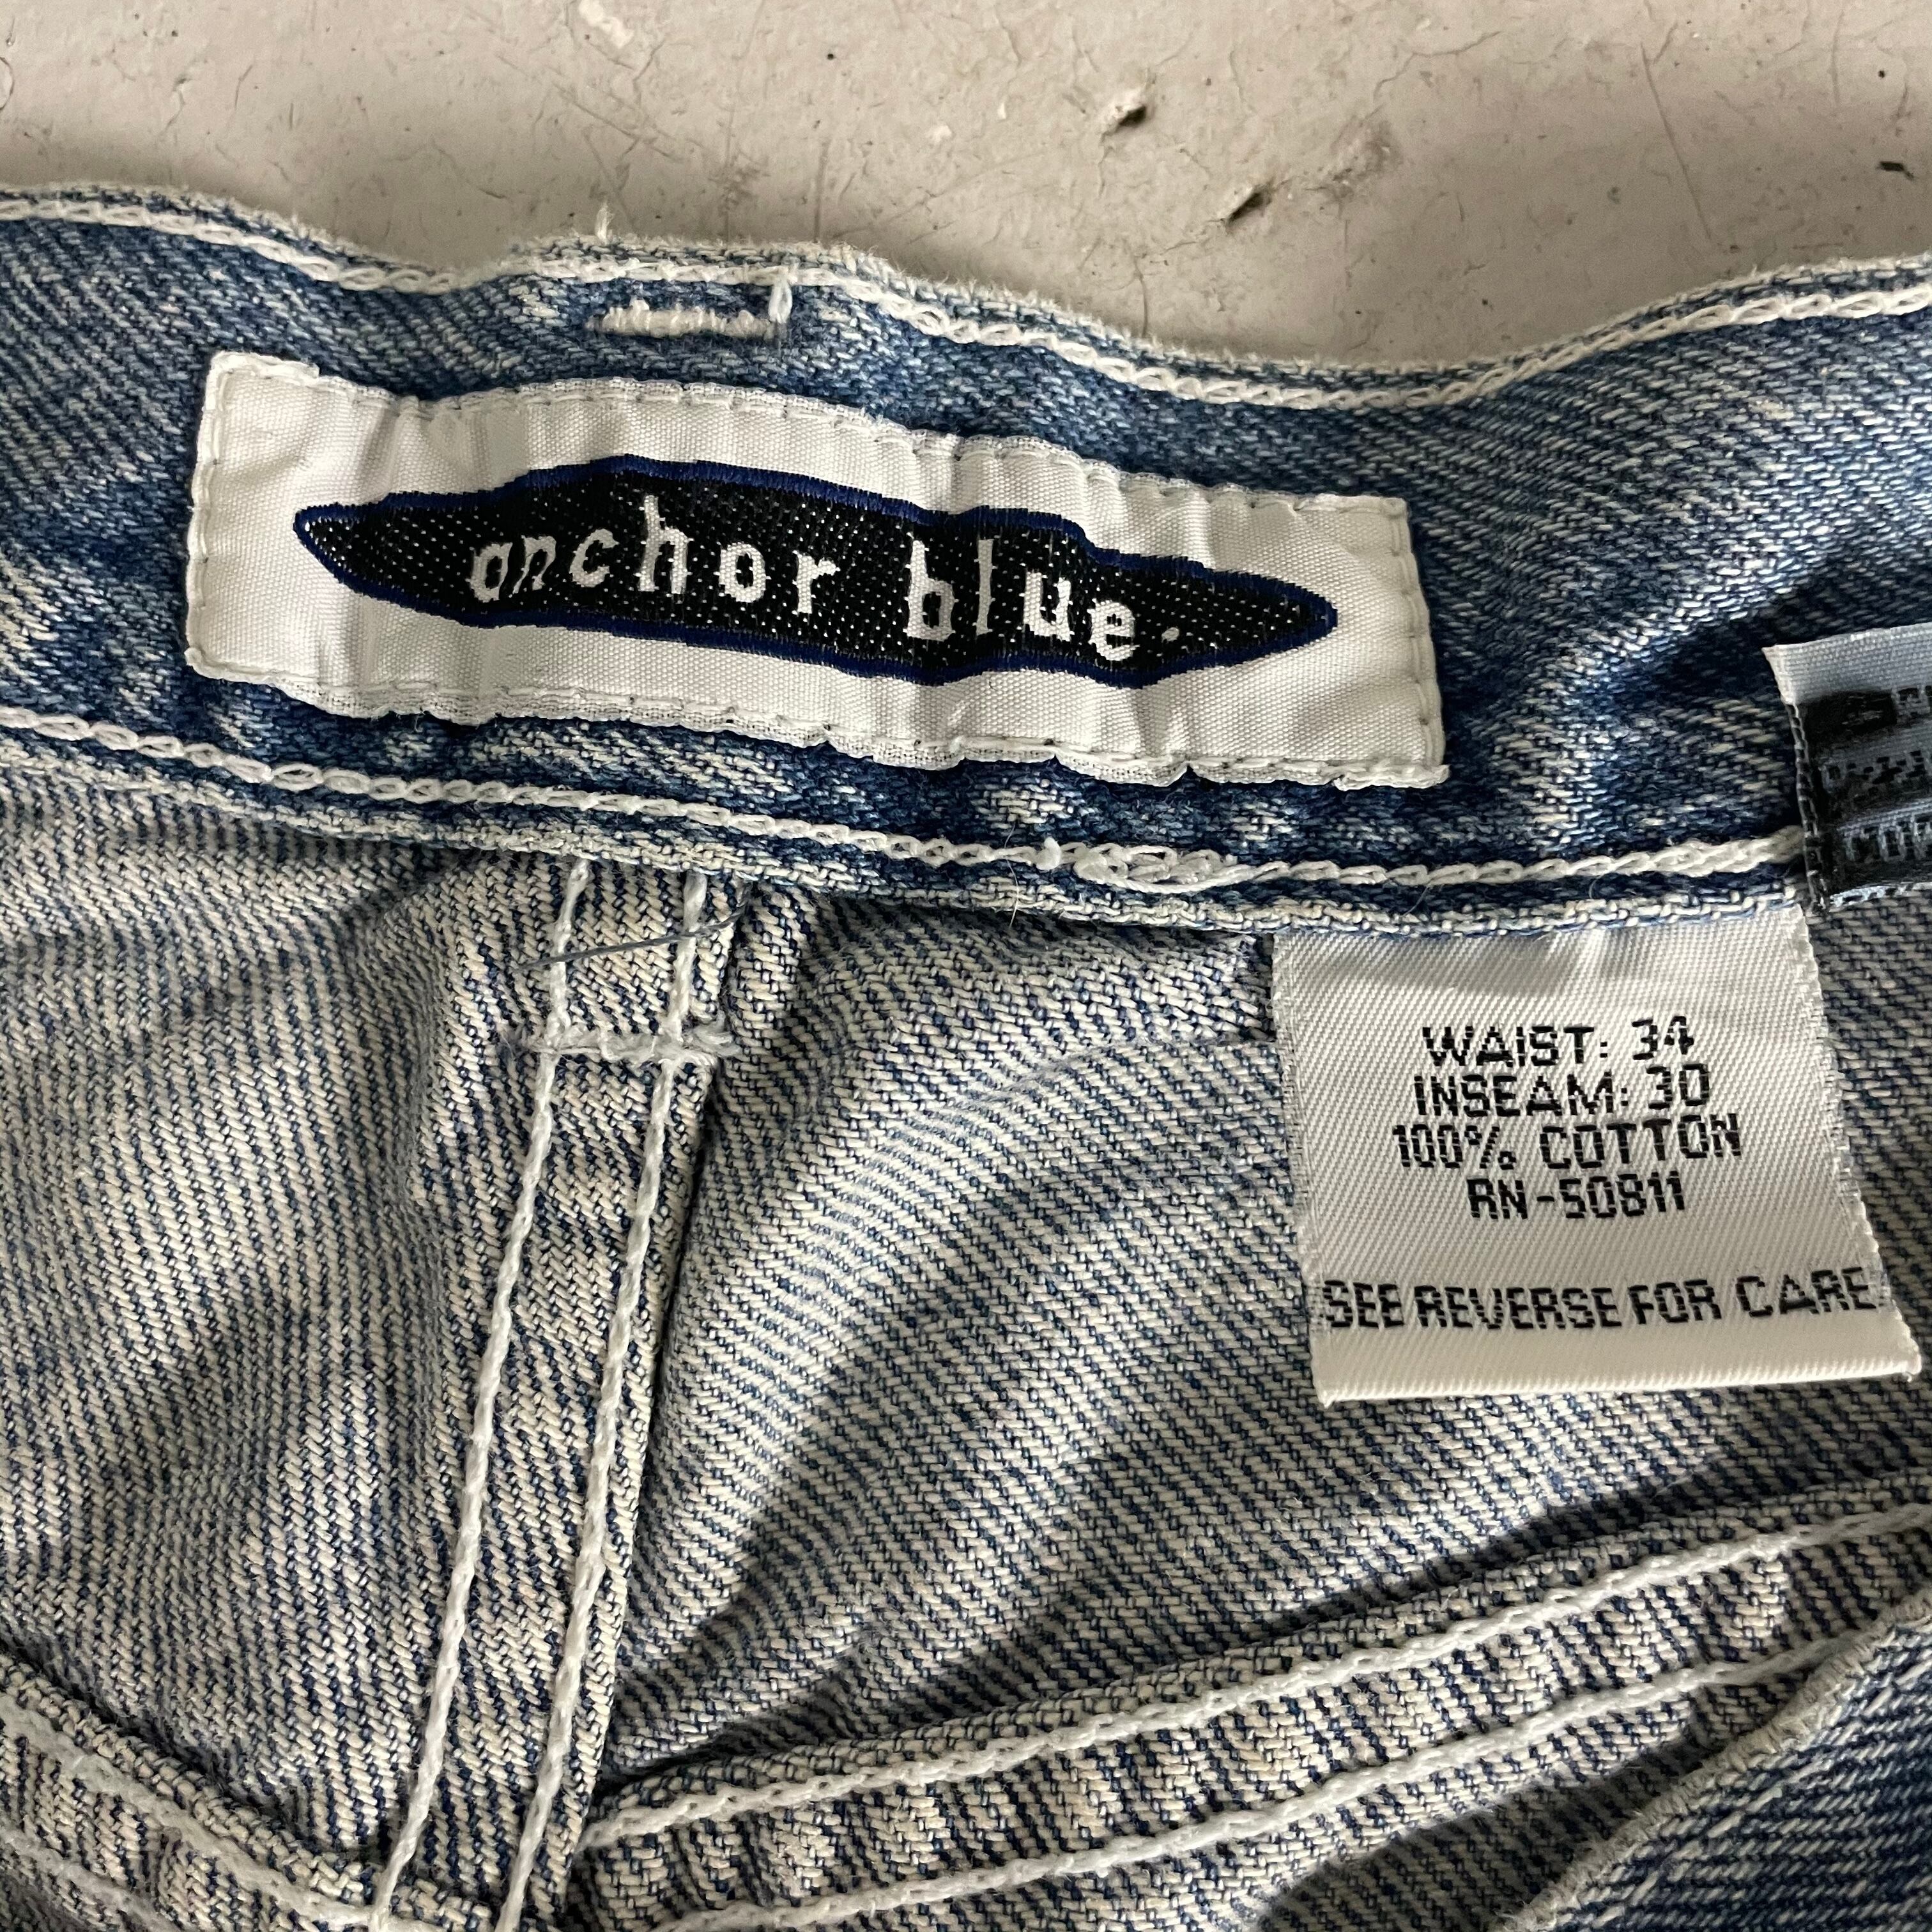 anchor blue.
WAIST: 34
INSEAM: 30
100% COTTON
RN-50811
SEE REVERSE FOR CARE